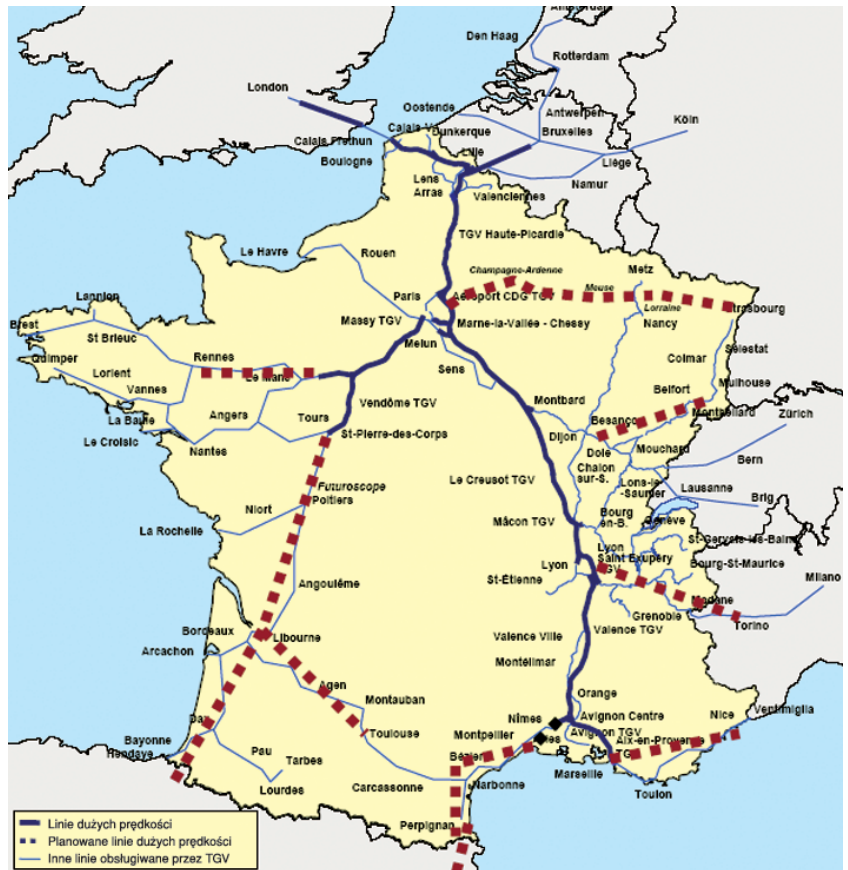 Amsterdam
Den Haag
Rotterdam
London
Oostende
Antwerpen
Calais
Dunkerque
Bruxelles
Köln
Calais Frethun
Boulogne
Lille
Liège
Lens
Namur
Arras
Valenciennes
TGV Haute-Picardie
Le Havre
Rouen
Champagne-Ardenne
Metz
Meuse
Paris
Aéroport CDG TGV
Lorraine
Strasbourg
Lannion
Massy TGV
Marne-la-Vallée - Chessy
Nancy
Brest
St Brieuc
Melun
Sélestat
Quimper
Rennes
Colmar
Lorient
Le Mans
Sens
Mulhouse
Vannes
Belfort
Vendôme TGV
Montbard
Montbéliard
La Baule
Angers
Tours
Besançon
Zürich
Le Croisic
St-Pierre-des-Corps
Dijon
Nantes
Dole
Mouchard
Bern
Chalon
sur-S.
Le Creusot TGV
Lons-le
-Saunier
Lausanne
Futuroscope
Poitiers
Niort
Brig
Mâcon TGV
Bourg
en-B.
Genève
La Rochelle
St-Gervais-les-Bains
Lyon
Lyon
Saint Exupéry
TGV
Bourg-St-Maurice
St-Étienne
Milano
Angoulême
Modane
Grenoble
Torino
Bordeaux
Libourne
Valence Ville
Valence TGV
Arcachon
Montélimar
Agen
Montauban
Orange
Dax
Nîmes
Avignon Centre
Nice
Ventimiglia
Toulouse
Montpellier
Avignon TGV
Bayonne
Hendaye
Pau
Béziers
Aix-en-Provence
TGV
Tarbes
Marseille
Lourdes
Carcassonne
Narbonne
Toulon
Perpignan
Linie dużych prędkości
Planowane linie dużych prędkości
Inne linie obsługiwane przez TGV